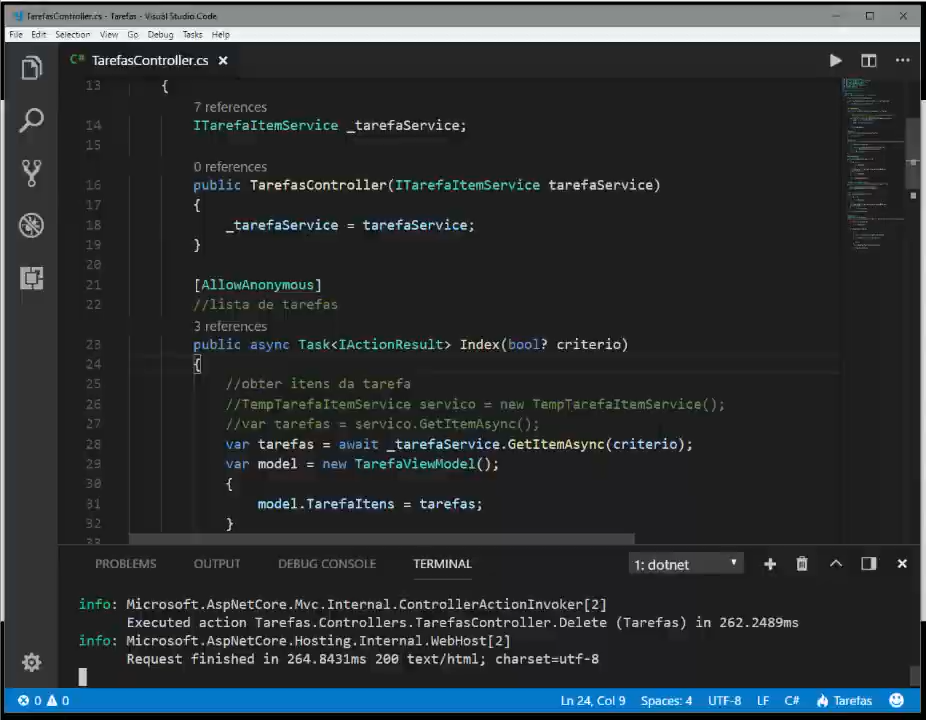 TarefasController.cs - Tarefas - Visual Studio Code
File Edit Selection View Go Debug Tasks Help
C# TarefasController.cs
13 {
7 references
14 ITarefaItemService _tarefaService;
15
0 references
16 public TarefasController(ITarefaItemService tarefaService)
17 {
18 _tarefaService = tarefaService;
19 }
20
21 [AllowAnonymous]
22 //lista de tarefas
3 references
23 public async Task<IActionResult> Index(bool? criterio)
24 {
25 //obter itens da tarefa
26 //TempTarefaItemService servico = new TempTarefaItemService();
27 //var tarefas = servico.GetItemAsync();
28 var tarefas = await _tarefaService.GetItemAsync(criterio);
29 var model = new TarefaViewModel();
30 {
31 model.TarefaItens = tarefas;
32 }
33
PROBLEMS OUTPUT DEBUG CONSOLE TERMINAL 1: dotnet
info: Microsoft.AspNetCore.Mvc.Internal.ControllerActionInvoker[2]
Executed action Tarefas.Controllers.TarefasController.Delete (Tarefas) in 262.2489ms
info: Microsoft.AspNetCore.Hosting.Internal.WebHost[2]
Request finished in 264.8431ms 200 text/html; charset=utf-8
0 0 Ln 24, Col 9 Spaces: 4 UTF-8 LF C# Tarefas